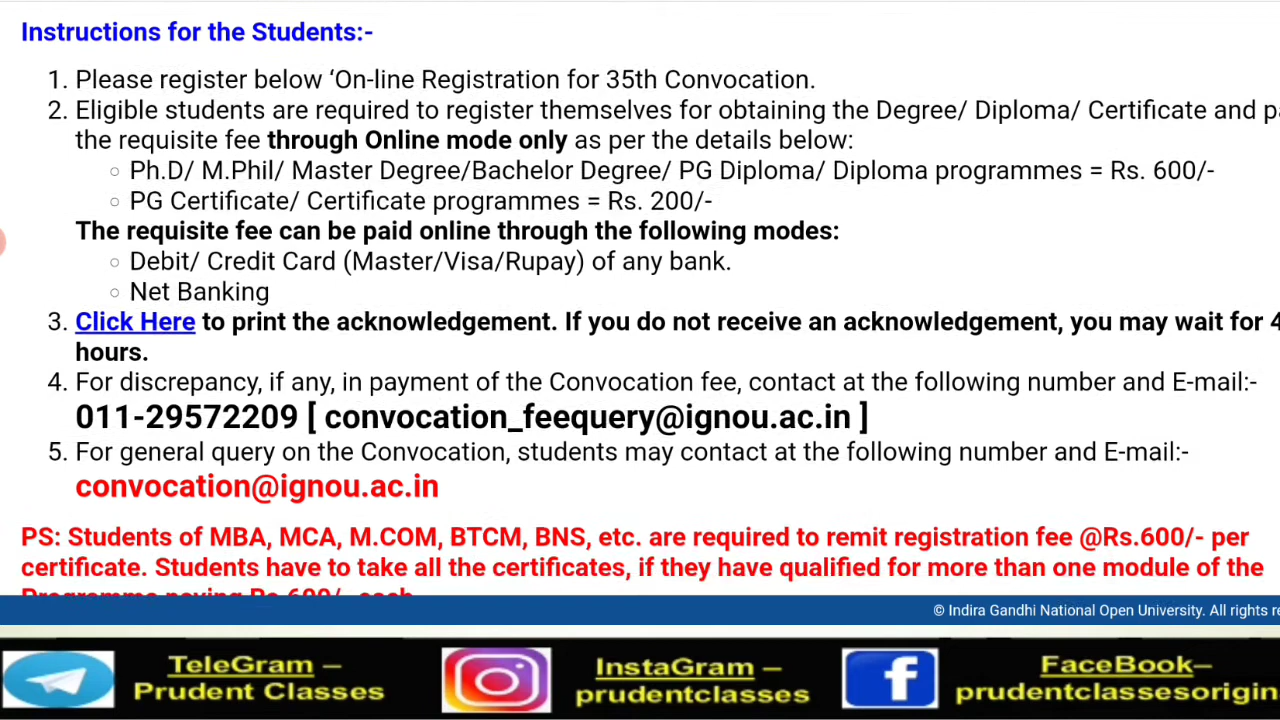 Instructions for the Students:-
1. Please register below ‘On-line Registration for 35th Convocation.
2. Eligible students are required to register themselves for obtaining the Degree/ Diploma/ Certificate and
the requisite fee through Online mode only as per the details below:
Ph.D/ M.Phil/ Master Degree/Bachelor Degree/ PG Diploma/ Diploma programmes = Rs. 600/-
PG Certificate/ Certificate programmes = Rs. 200/-
The requisite fee can be paid online through the following modes:
Debit/ Credit Card (Master/Visa/Rupay) of any bank.
Net Banking
3. Click Here to print the acknowledgement. If you do not receive an acknowledgement, you may wait for
hours.
4. For discrepancy, if any, in payment of the Convocation fee, contact at the following number and E-mail:-
011-29572209 [ convocation_feequery@ignou.ac.in ]
5. For general query on the Convocation, students may contact at the following number and E-mail:-
convocation@ignou.ac.in
PS: Students of MBA, MCA, M.COM, BTCM, BNS, etc. are required to remit registration fee @Rs.600/- per
certificate. Students have to take all the certificates, if they have qualified for more than one module of the
Programme paying Rs.600/- each
© Indira Gandhi National Open University. All rights
TeleGram –
Prudent Classes
InstaGram –
prudentclasses
FaceBook–
prudentclassesorigin